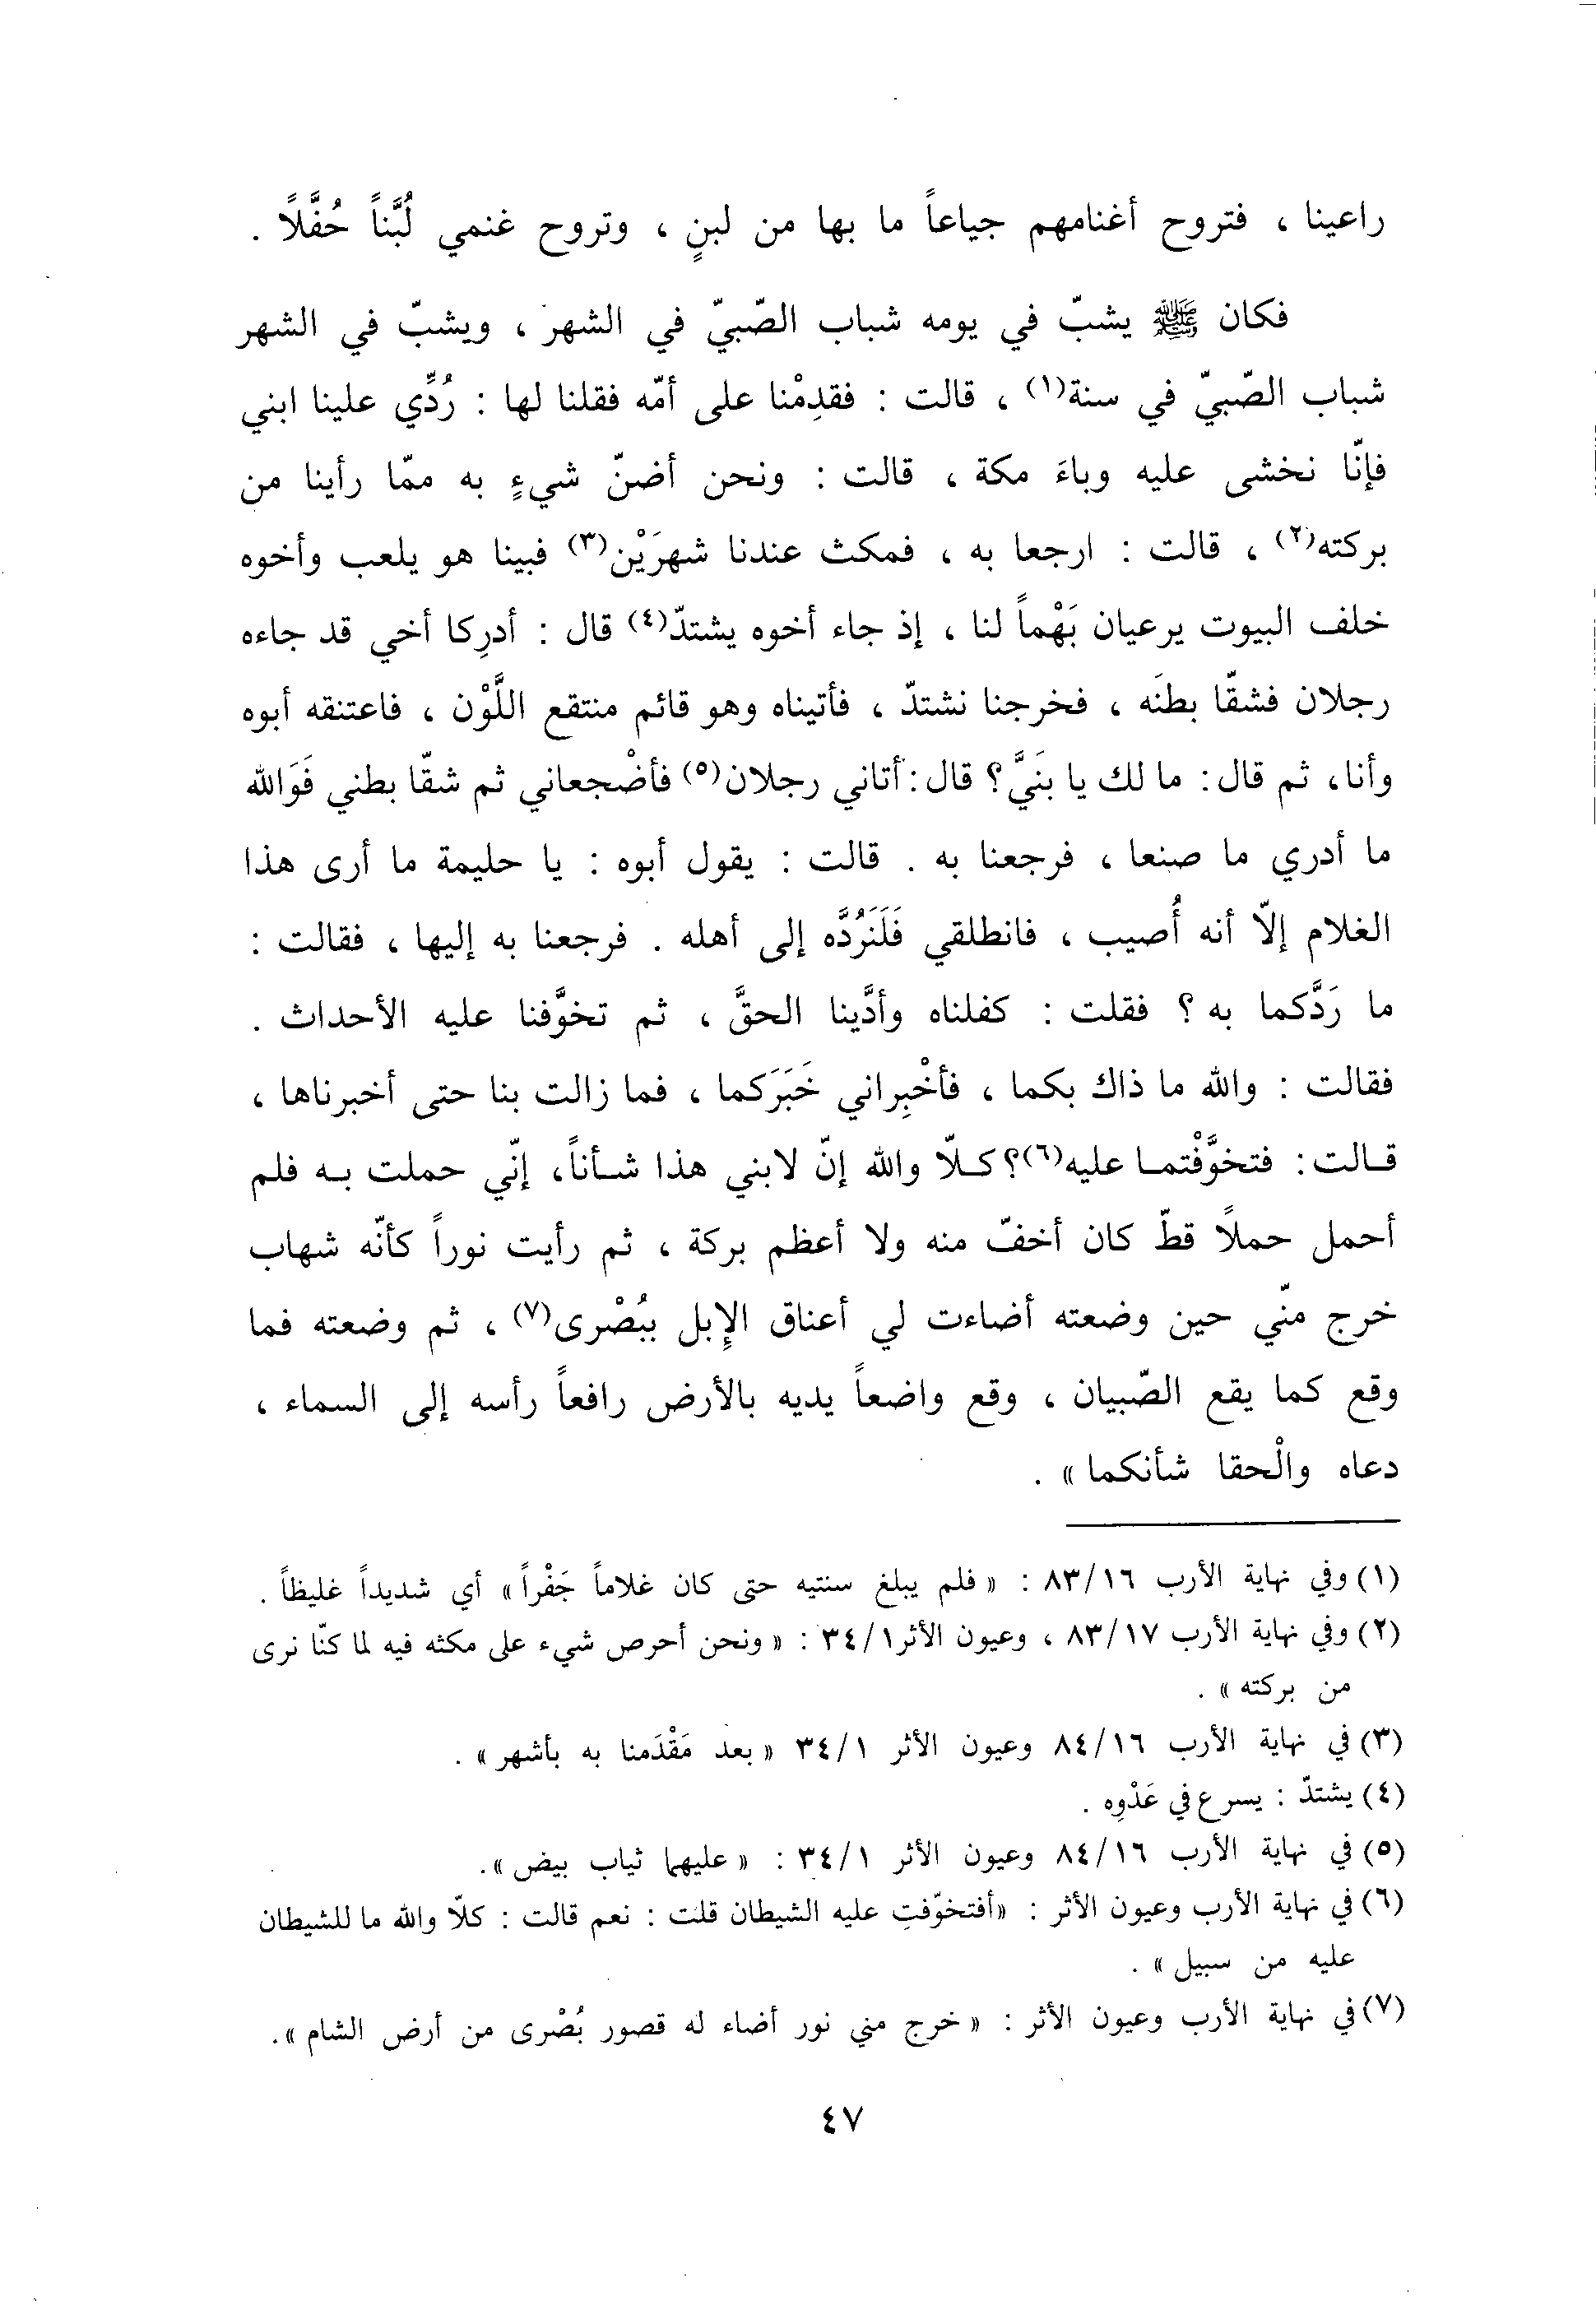 راعينا ، فتروح أغنامهم جياعاً ما بها من لبنٍ ، وتروح غنمي لُبَّناً حُفَّلاً .
فكان ﷺ يشبّ في يومه شباب الصّبيّ في الشهر ، ويشبّ في الشهر
شباب الصّبيّ في سنة(١) ، قالت : فقدِمْنا على أمّه فقلنا لها : رُدِّي علينا ابني
فإنّا نخشى عليه وباءَ مكة ، قالت : ونحن أضنّ شيءٍ به ممّا رأينا من
بركته(٢) ، قالت : ارجعا به ، فمكث عندنا شهرَيْن(٣) فبينا هو يلعب وأخوه
خلف البيوت يرعيان بَهْماً لنا ، إذ جاء أخوه يشتدّ(٤) قال : أدرِكا أخي قد جاءه
رجلان فشقّا بطنَه ، فخرجنا نشتدّ ، فأتيناه وهو قائم منتقع اللَّوْن ، فاعتنقه أبوه
وأنا، ثم قال: ما لك يا بنَيَّ؟ قال: أتاني رجلان(٥) فأضْجعاني ثم شقّا بطني فَوَالله
ما أدري ما صنعا ، فرجعنا به . قالت : يقول أبوه : يا حليمة ما أرى هذا
الغلام إلاّ أنه أُصيب ، فانطلقي فَلَنَرُدَّه إلى أهله . فرجعنا به إليها ، فقالت :
ما رَدَّكما به ؟ فقلت : كفلناه وأدَّينا الحقَّ ، ثم تخوَّفنا عليه الأحداث .
فقالت : والله ما ذاك بكما ، فأخْبِراني خَبَرَكما ، فما زالت بنا حتى أخبرناها ،
قالت: فتخوَّفْتما عليه(٦)؟ كلاّ والله إنّ لابني هذا شأناً، إنّي حملت به فلم
أحمل حملاً قطّ كان أخفّ منه ولا أعظم بركة ، ثم رأيت نوراً كأنّه شهاب
خرج منّي حين وضعته أضاءت لي أعناق الإبل ببُصْرى(٧) ، ثم وضعته فما
وقع كما يقع الصّبيان ، وقع واضعاً يديه بالأرض رافعاً رأسه إلى السماء ،
دعاه والْحقا شأنكما » .
(١) وفي نهاية الأرب ٨٣/١٦ : « فلم يبلغ سنتيه حتى كان غلاماً جَفْراً » أي شديداً غليظاً .
(٢) وفي نهاية الأرب ٨٣/١٧ ، وعيون الأثر ٣٤/١ : « ونحن أحرص شيء على مكثه فيه لما كنّا نرى
من بركته » .
(٣) في نهاية الأرب ٨٤/١٦ وعيون الأثر ٣٤/١ « بعد مَقْدَمنا به بأشهر » .
(٤) يشتدّ : يسرع في عَدْوِه .
(٥) في نهاية الأرب ٨٤/١٦ وعيون الأثر ٣٤/١ : « عليهما ثياب بيض ».
(٦) في نهاية الأرب وعيون الأثر : «أفتخوّفتِ عليه الشيطان قلت : نعم قالت : كلاّ والله ما للشيطان
عليه من سبيل » .
(٧) في نهاية الأرب وعيون الأثر : « خرج مني نور أضاء له قصور بُصْرى من أرض الشام ».
٤٧